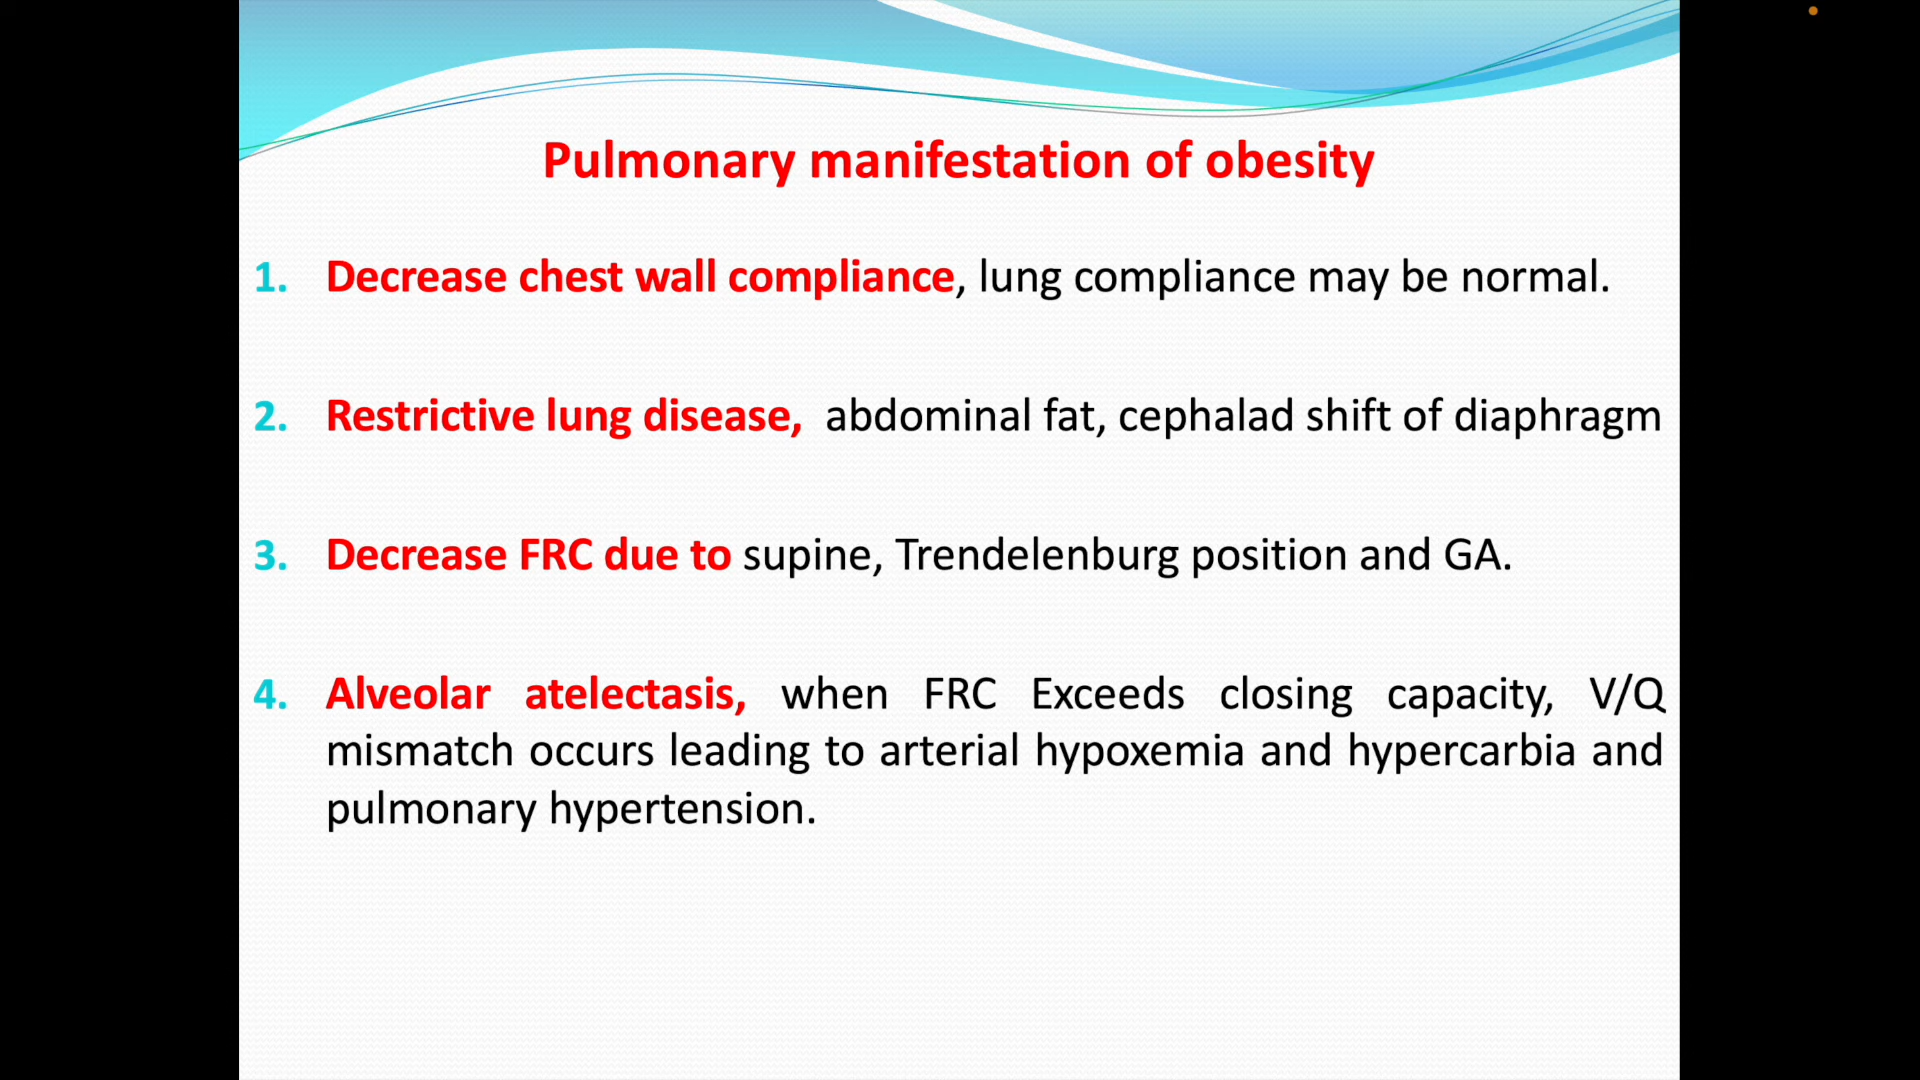 Pulmonary manifestation of obesity
1. Decrease chest wall compliance, lung compliance may be normal.
2. Restrictive lung disease, abdominal fat, cephalad shift of diaphragm
3. Decrease FRC due to supine, Trendelenburg position and GA.
4. Alveolar atelectasis, when FRC Exceeds closing capacity, V/Q
mismatch occurs leading to arterial hypoxemia and hypercarbia and
pulmonary hypertension.